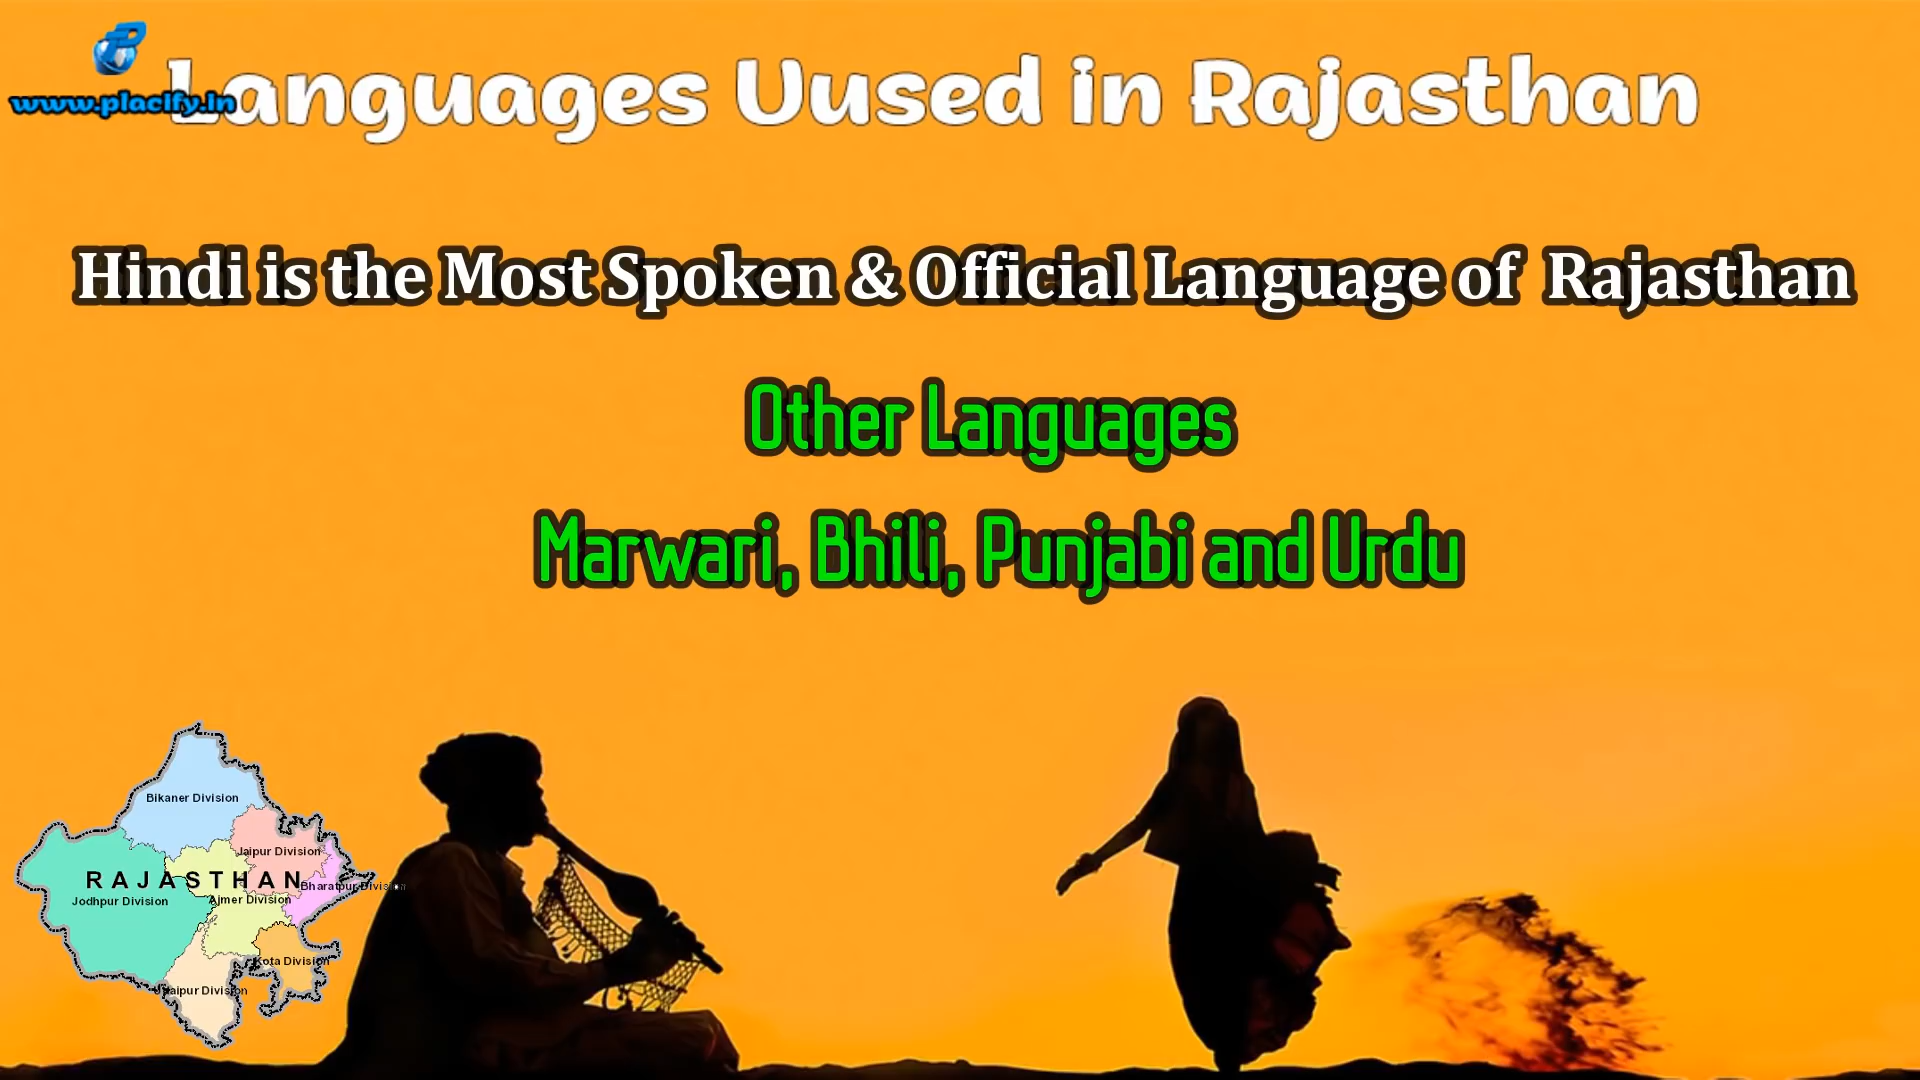 www.placify.in
Languages Uused in Rajasthan
Hindi is the Most Spoken & Official Language of Rajasthan
Other Languages
Marwari, Bhili, Punjabi and Urdu
Bikaner Division
Jaipur Division
RAJASTHAN
Bharatpur Division
Jodhpur Division
Ajmer Division
Kota Division
Udaipur Division